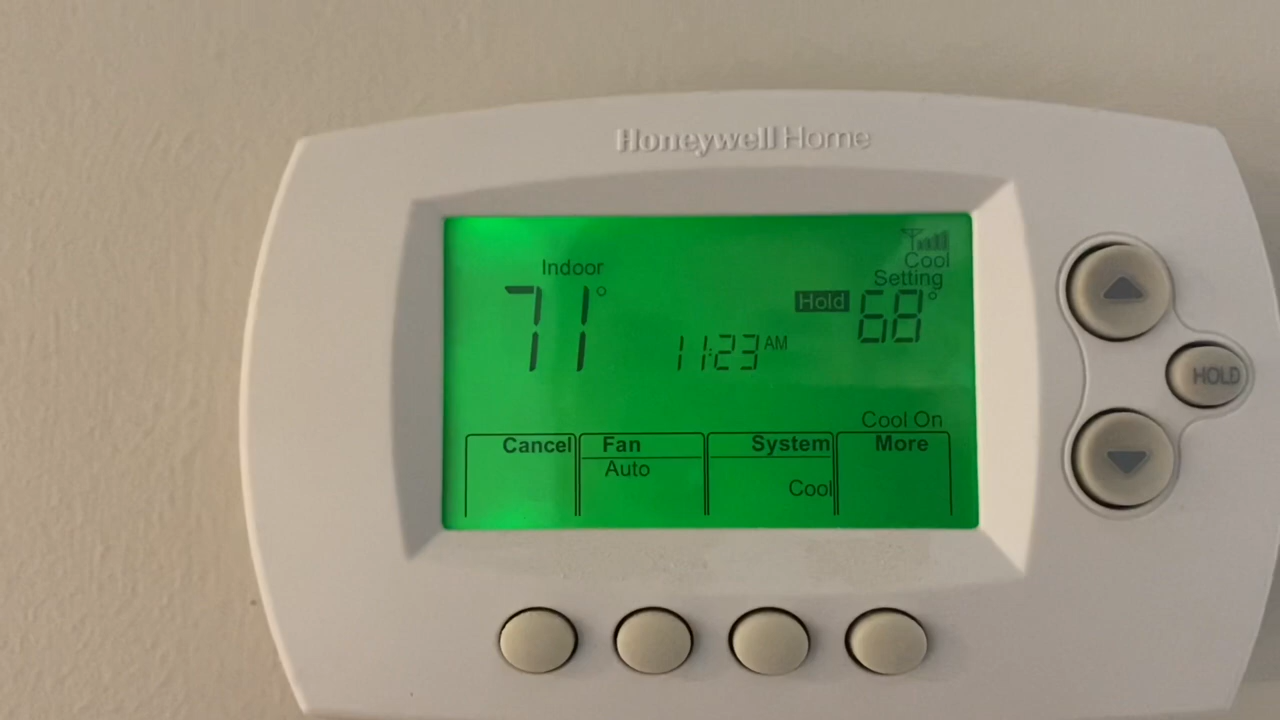 Honeywell Home
Indoor
71°
Cool
Setting
Hold 68°
11:23 AM
Cool On
Cancel Fan System More
Auto
Cool
HOLD